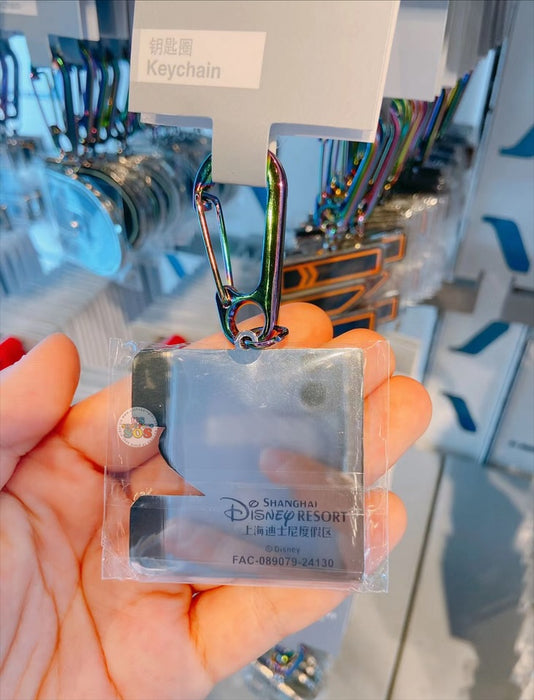 钥匙圈
Keychain
SOS
SHANGHAI
DISNEY RESORT
上海迪士尼度假区
© Disney
FAC-089079-24130